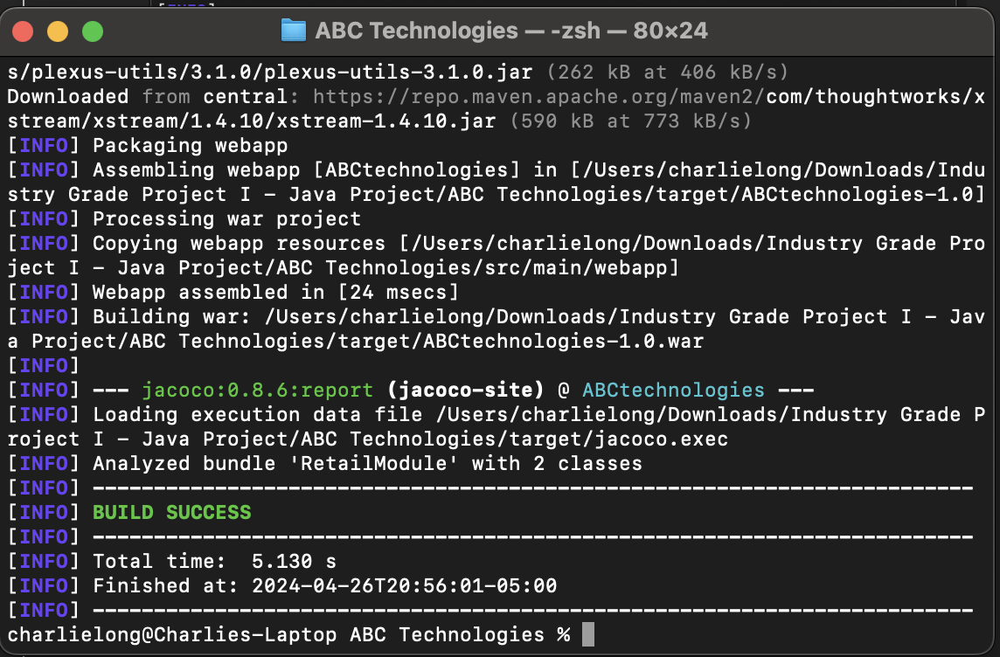 [INFO]
ABC Technologies — -zsh — 80×24
s/plexus-utils/3.1.0/plexus-utils-3.1.0.jar (262 kB at 406 kB/s)
Downloaded from central: https://repo.maven.apache.org/maven2/com/thoughtworks/x
stream/xstream/1.4.10/xstream-1.4.10.jar (590 kB at 773 kB/s)
[INFO] Packaging webapp
[INFO] Assembling webapp [ABCtechnologies] in [/Users/charlielong/Downloads/Indu
stry Grade Project I - Java Project/ABC Technologies/target/ABCtechnologies-1.0]
[INFO] Processing war project
[INFO] Copying webapp resources [/Users/charlielong/Downloads/Industry Grade Pro
ject I - Java Project/ABC Technologies/src/main/webapp]
[INFO] Webapp assembled in [24 msecs]
[INFO] Building war: /Users/charlielong/Downloads/Industry Grade Project I - Jav
a Project/ABC Technologies/target/ABCtechnologies-1.0.war
[INFO]
[INFO] --- jacoco:0.8.6:report (jacoco-site) @ ABCtechnologies ---
[INFO] Loading execution data file /Users/charlielong/Downloads/Industry Grade P
roject I - Java Project/ABC Technologies/target/jacoco.exec
[INFO] Analyzed bundle 'RetailModule' with 2 classes
[INFO] ------------------------------------------------------------------------
[INFO] BUILD SUCCESS
[INFO] ------------------------------------------------------------------------
[INFO] Total time:  5.130 s
[INFO] Finished at: 2024-04-26T20:56:01-05:00
[INFO] ------------------------------------------------------------------------
charlielong@Charlies-Laptop ABC Technologies %